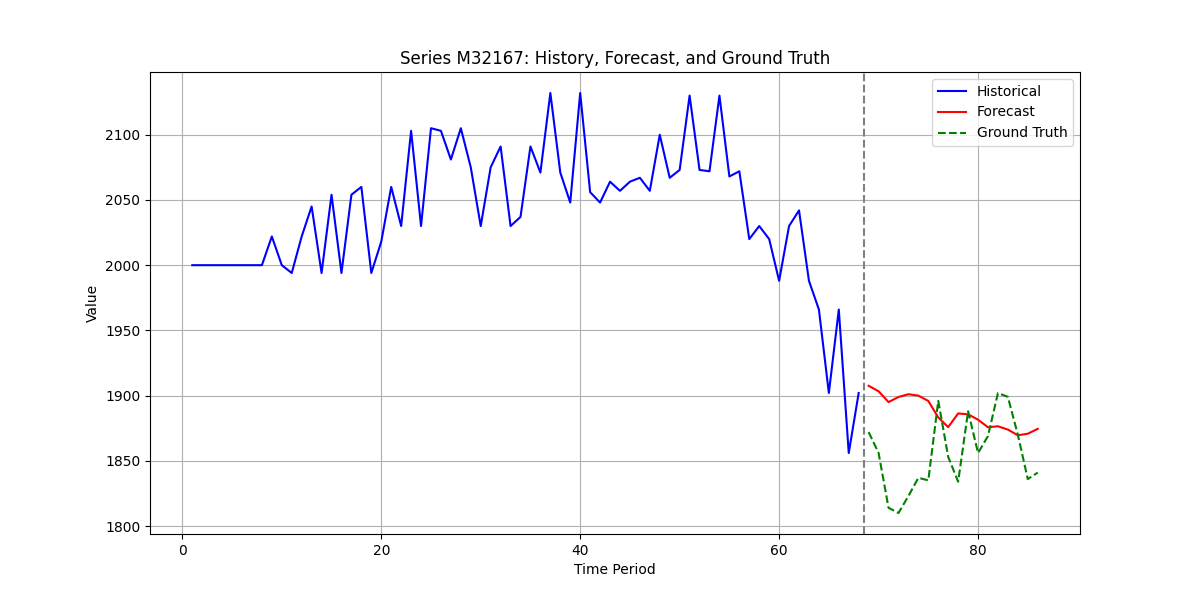 Series M32167: History, Forecast, and Ground Truth
Historical
Forecast
Ground Truth
Value
2100
2050
2000
1950
1900
1850
1800
0 20 40 60 80
Time Period